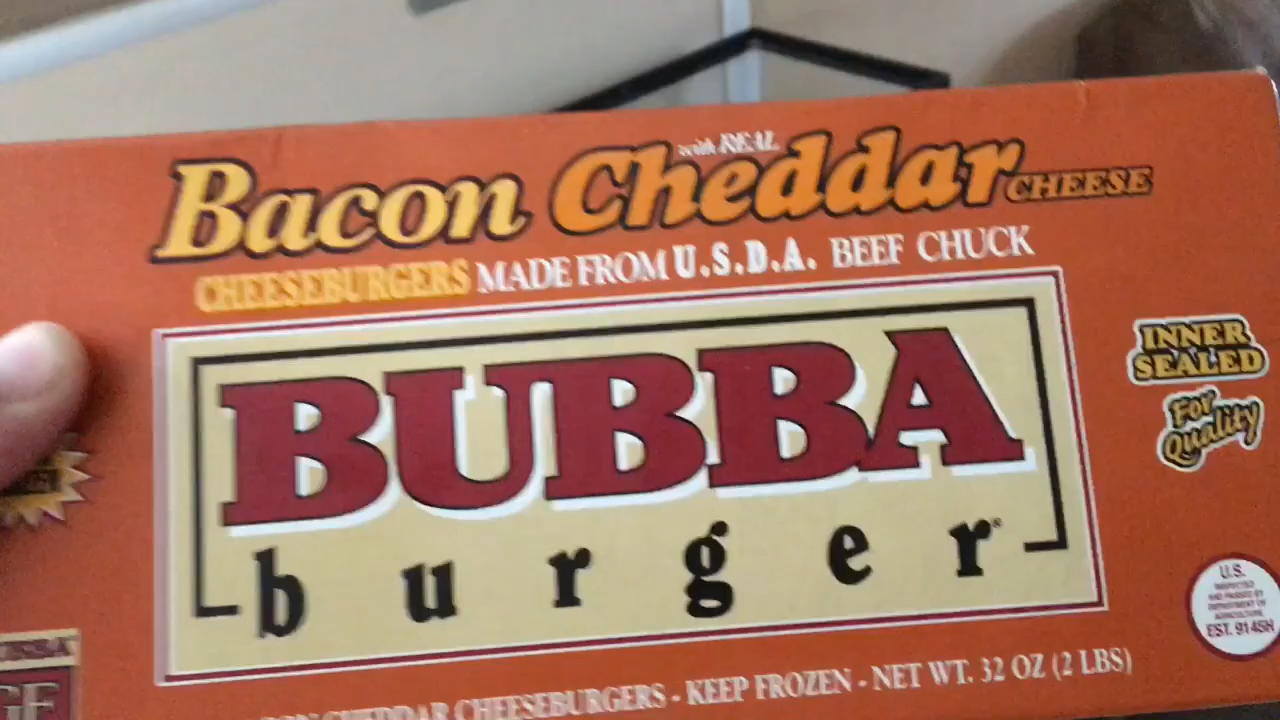 with REAL
Bacon Cheddar CHEESE
CHEESEBURGERS MADE FROM U.S.D.A. BEEF CHUCK
BUBBA
burger®
INNER
SEALED
For
Quality
U.S.
INSPECTED
AND PASSED BY
DEPARTMENT OF
AGRICULTURE
EST. 9145H
CHEDDAR CHEESEBURGERS - KEEP FROZEN - NET WT. 32 OZ (2 LBS)